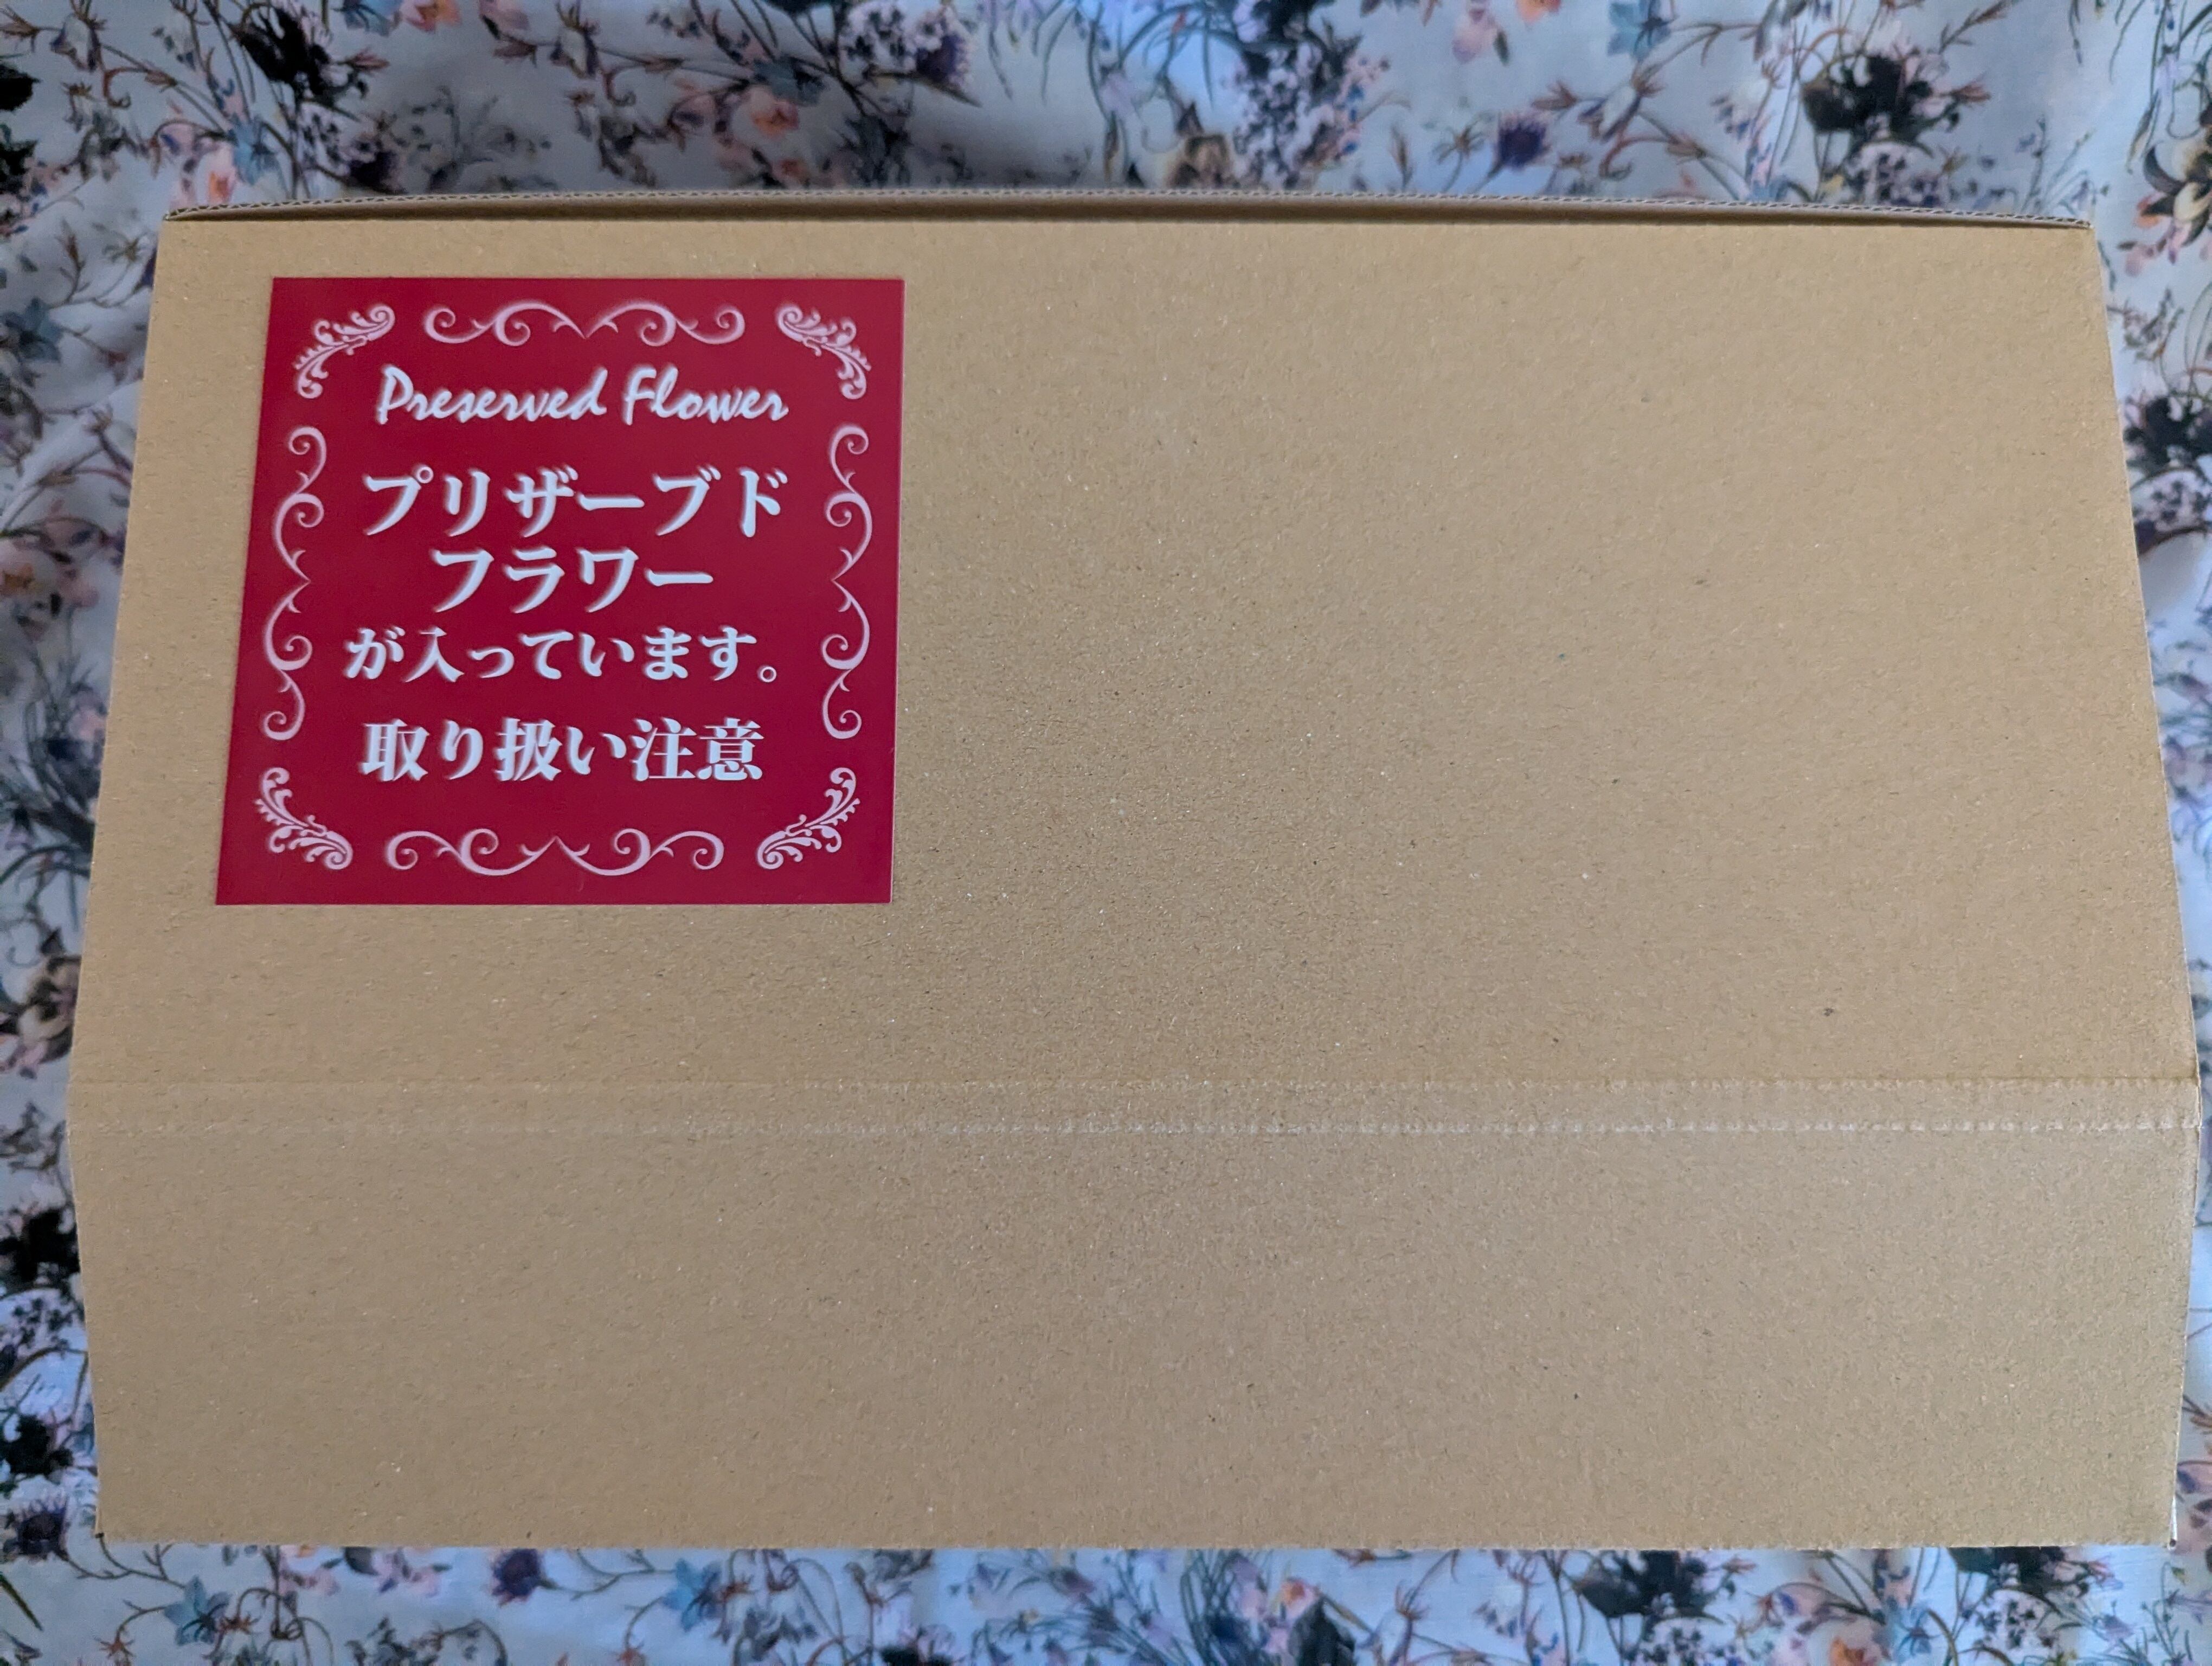 Preserved Flower
プリザーブド
フラワー
が入っています。
取り扱い注意